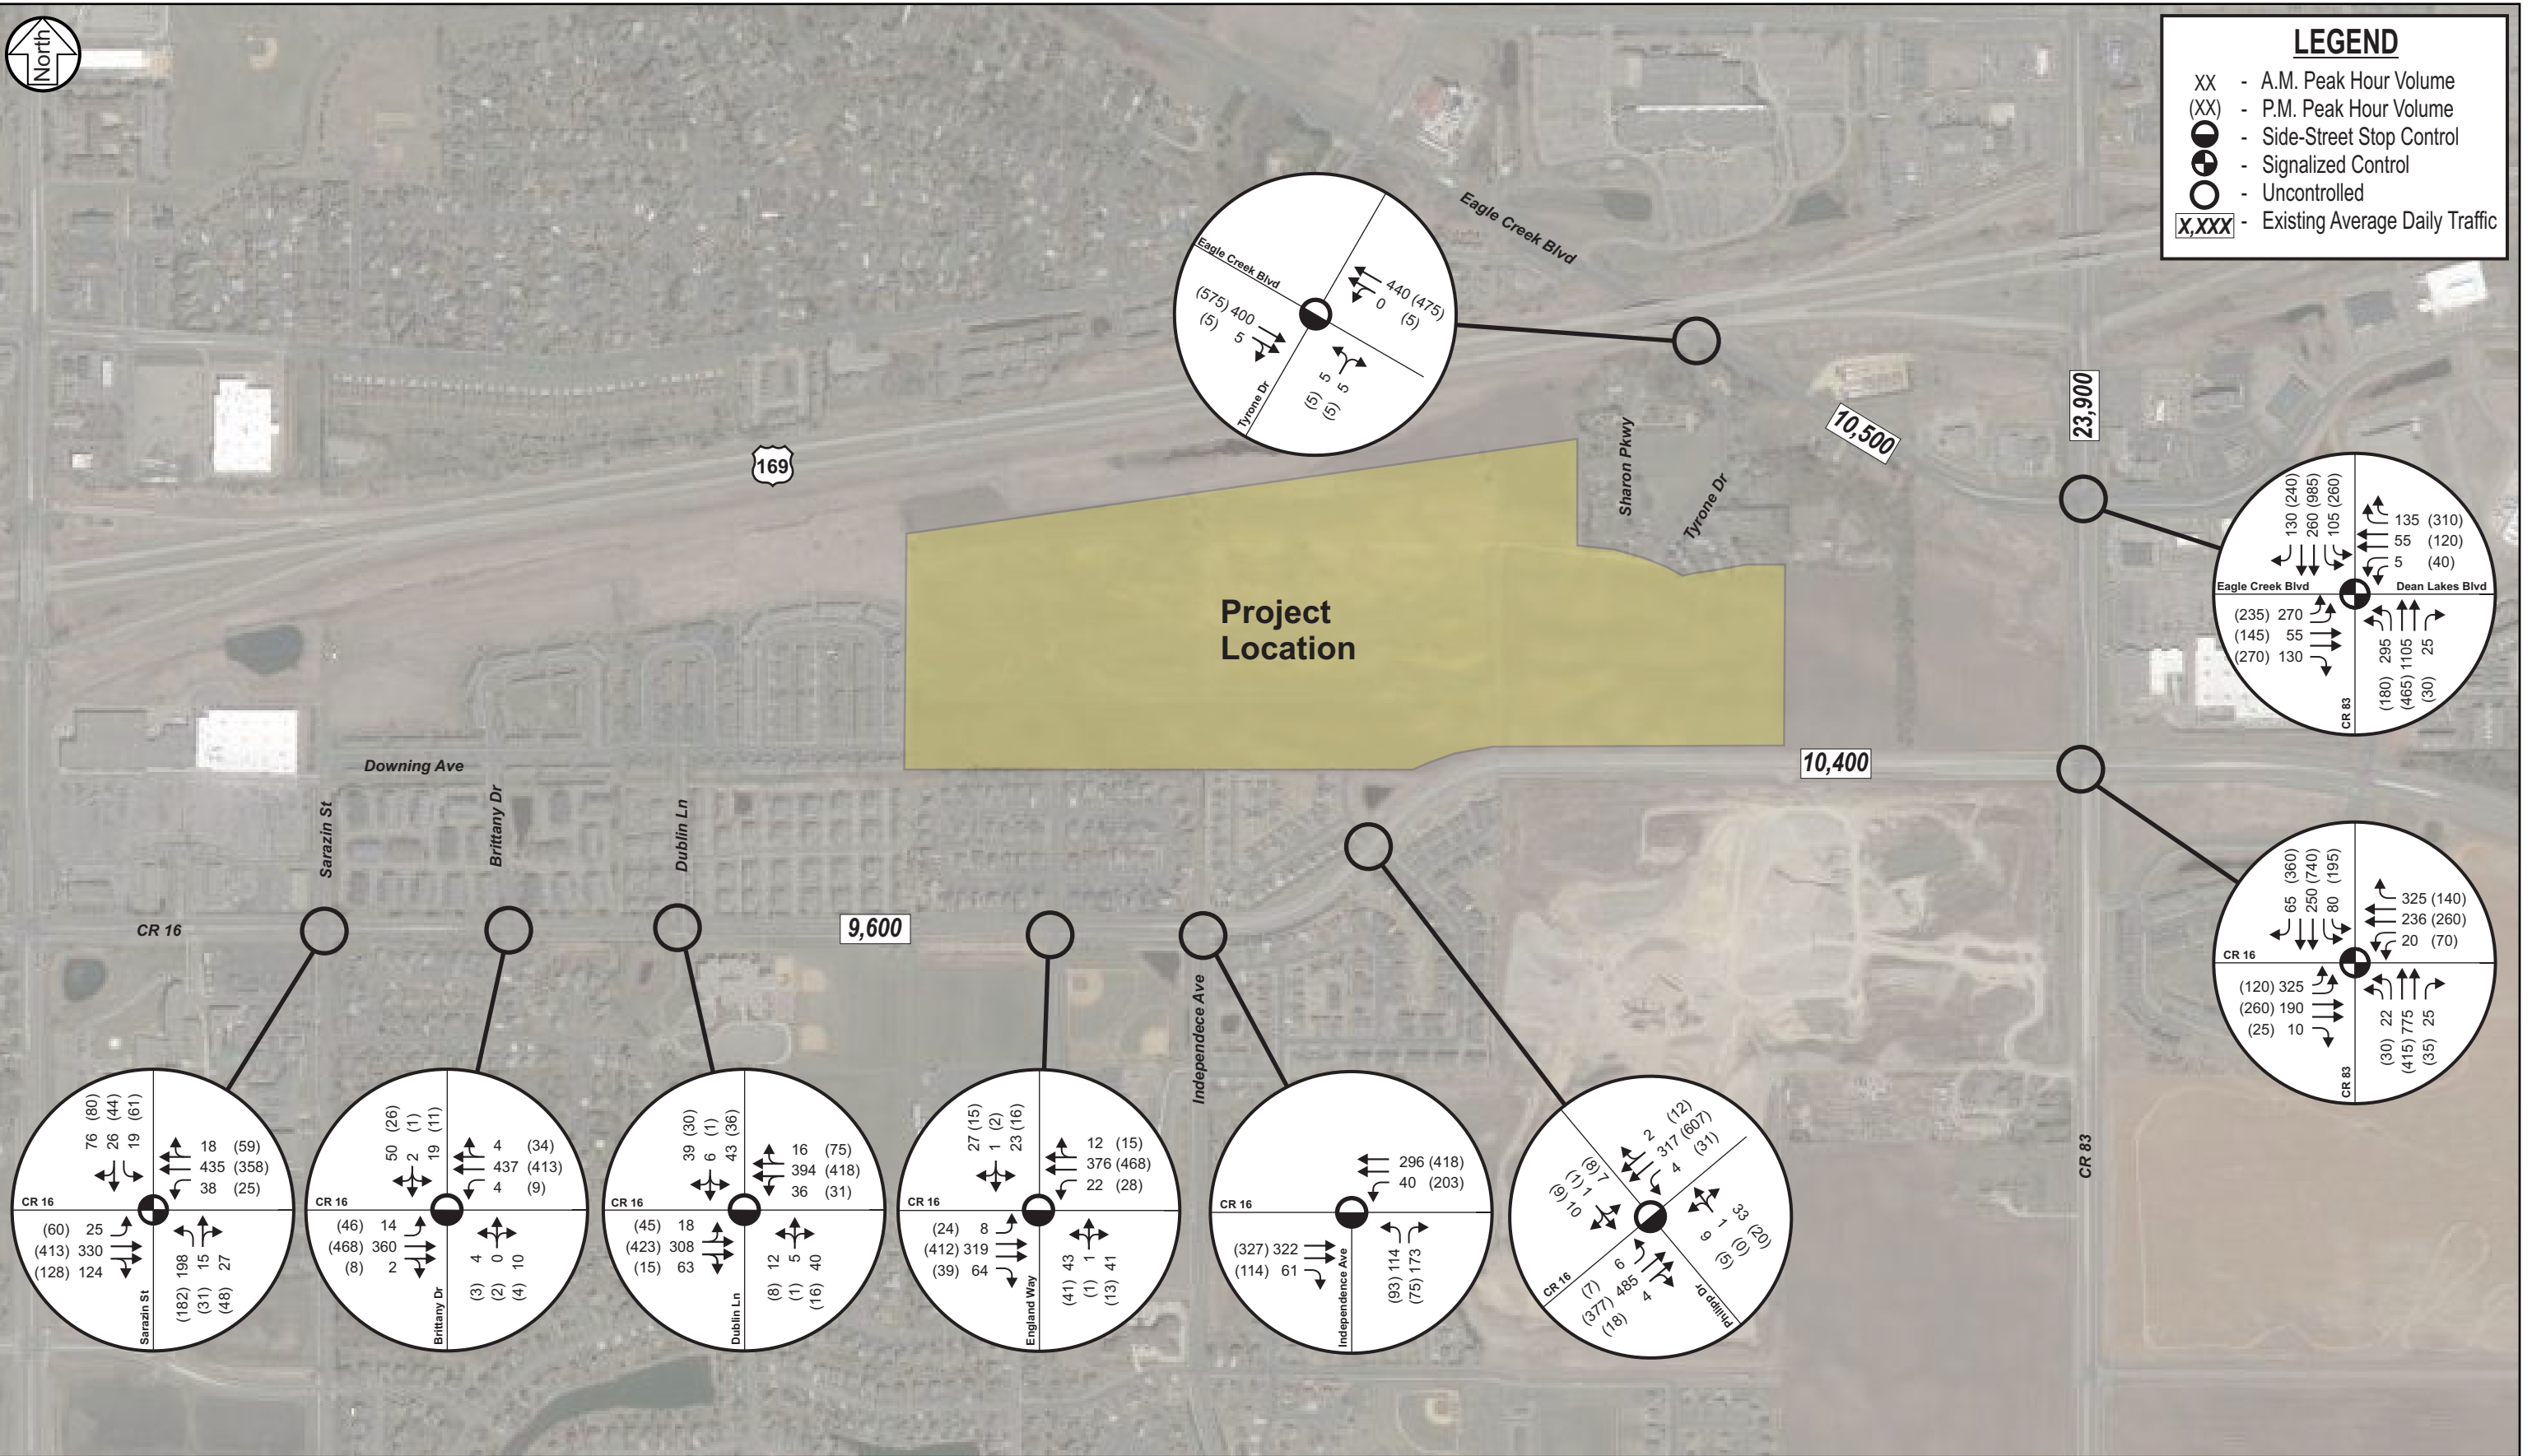 North
LEGEND
XX - A.M. Peak Hour Volume
(XX) - P.M. Peak Hour Volume
- Side-Street Stop Control
- Signalized Control
- Uncontrolled
X,XXX - Existing Average Daily Traffic
Eagle Creek Blvd
Eagle Creek Blvd
440 (475)
0 (5)
(575) 400
(5) 5
(5) 5
(5) 5
Tyrone Dr
169
Sharon Pkwy
Tyrone Dr
10,500
23,900
130 (240)
260 (985)
105 (260)
135 (310)
55 (120)
5 (40)
Eagle Creek Blvd
Dean Lakes Blvd
(235) 270
(145) 55
(270) 130
(180) 295
(465) 1105
(30) 25
CR 83
Project
Location
10,400
Downing Ave
Sarazin St
Brittany Dr
Dublin Ln
CR 16
9,600
Independece Ave
CR 83
65 (360)
250 (740)
80 (195)
325 (140)
236 (260)
20 (70)
CR 16
(120) 325
(260) 190
(25) 10
(30) 22
(415) 775
(35) 25
CR 83
76 (80)
26 (44)
19 (61)
18 (59)
435 (358)
38 (25)
CR 16
(60) 25
(413) 330
(128) 124
(182) 198
(31) 15
(48) 27
Sarazin St
50 (26)
2 (1)
19 (11)
4 (34)
437 (413)
4 (9)
CR 16
(46) 14
(468) 360
(8) 2
(3) 4
(2) 0
(4) 10
Brittany Dr
39 (30)
6 (1)
43 (36)
16 (75)
394 (418)
36 (31)
CR 16
(45) 18
(423) 308
(15) 63
(8) 12
(1) 5
(16) 40
Dublin Ln
27 (15)
1 (2)
23 (16)
12 (15)
376 (468)
22 (28)
CR 16
(24) 8
(412) 319
(39) 64
(41) 43
(1) 1
(13) 41
England Way
296 (418)
40 (203)
CR 16
(327) 322
(114) 61
(93) 114
(75) 173
Independence Ave
2 (12)
317 (607)
4 (31)
(8) 7
(1) 1
(9) 10
33 (20)
1 (0)
9 (5)
CR 16
(7) 6
(377) 485
(18) 4
Philipp Dr